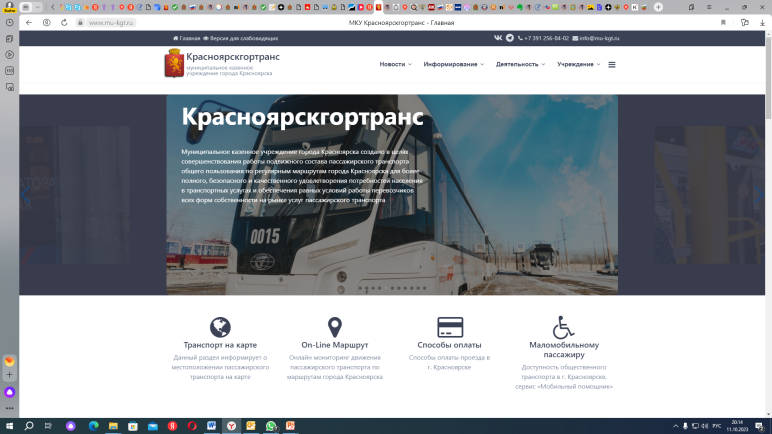 www.mu-kgt.ru
МКУ Красноярскгортранс - Главная
Главная
Версия для слабовидящих
+7 391 256-84-02
info@mu-kgt.ru
Красноярскгортранс
муниципальное казенное
учреждение города Красноярска
Новости
Информирование
Деятельность
Учреждение
Красноярскгортранс
Муниципальное казенное учреждение города Красноярска создано в целях
совершенствования работы подвижного состава пассажирского транспорта
общего пользования по регулярным маршрутам города Красноярска для более
полного, безопасного и качественного удовлетворения потребностей населения
в транспортных услугах и обеспечения равных условий работы перевозчиков
всех форм собственности на рынке услуг пассажирского транспорта
0015
Транспорт на карте
Данный раздел информирует о
местоположении пассажирского
транспорта на карте
On-Line Маршрут
Онлайн мониторинг движения
пассажирского транспорта по
маршрутам города Красноярска
Способы оплаты
Способы оплаты проезда в
г. Красноярске
Маломобильному
пассажиру
Доступность общественного
транспорта в г. Красноярске,
сервис «Мобильный помощник»
РУС
20:14
11.10.2023